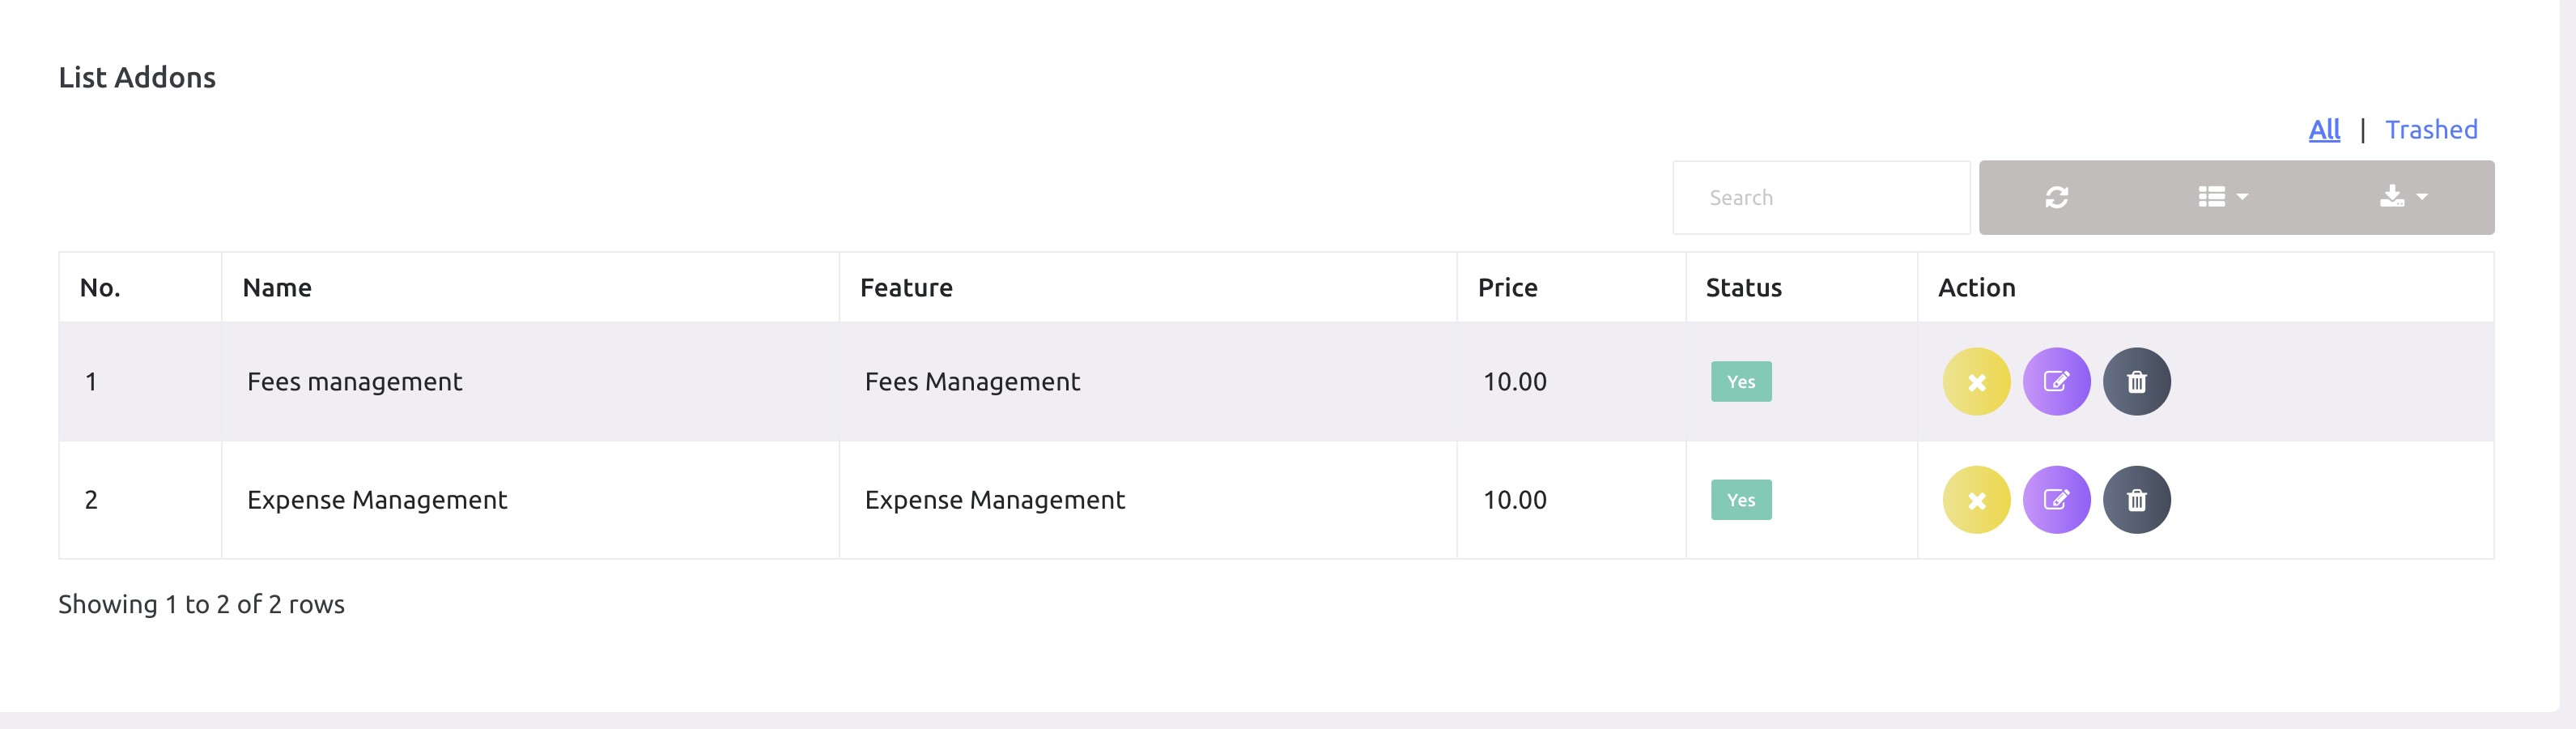 List Addons
All | Trashed
Search
No. Name Feature Price Status Action
1 Fees management Fees Management 10.00 Yes
2 Expense Management Expense Management 10.00 Yes
Showing 1 to 2 of 2 rows